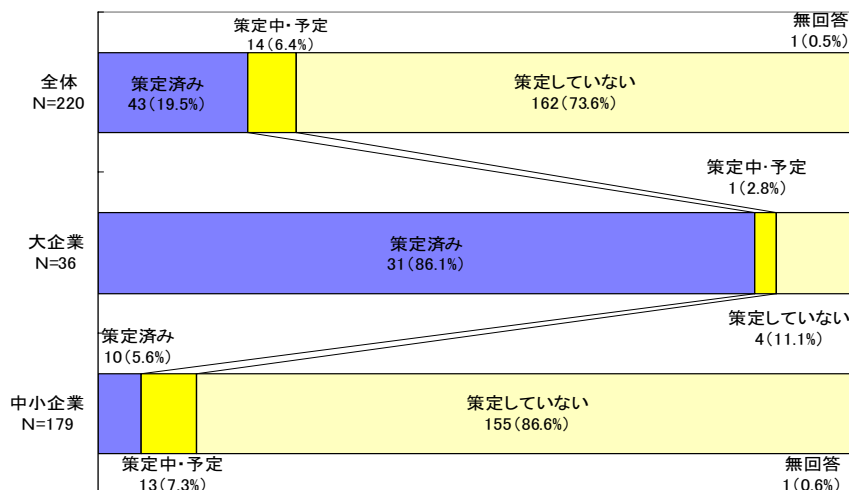 策定中・予定
14(6.4%)
無回答
1(0.5%)
全体
N=220
策定済み
43(19.5%)
策定していない
162(73.6%)
策定中・予定
1(2.8%)
大企業
N=36
策定済み
31(86.1%)
策定していない
4(11.1%)
策定済み
10(5.6%)
中小企業
N=179
策定していない
155(86.6%)
策定中・予定
13(7.3%)
無回答
1(0.6%)